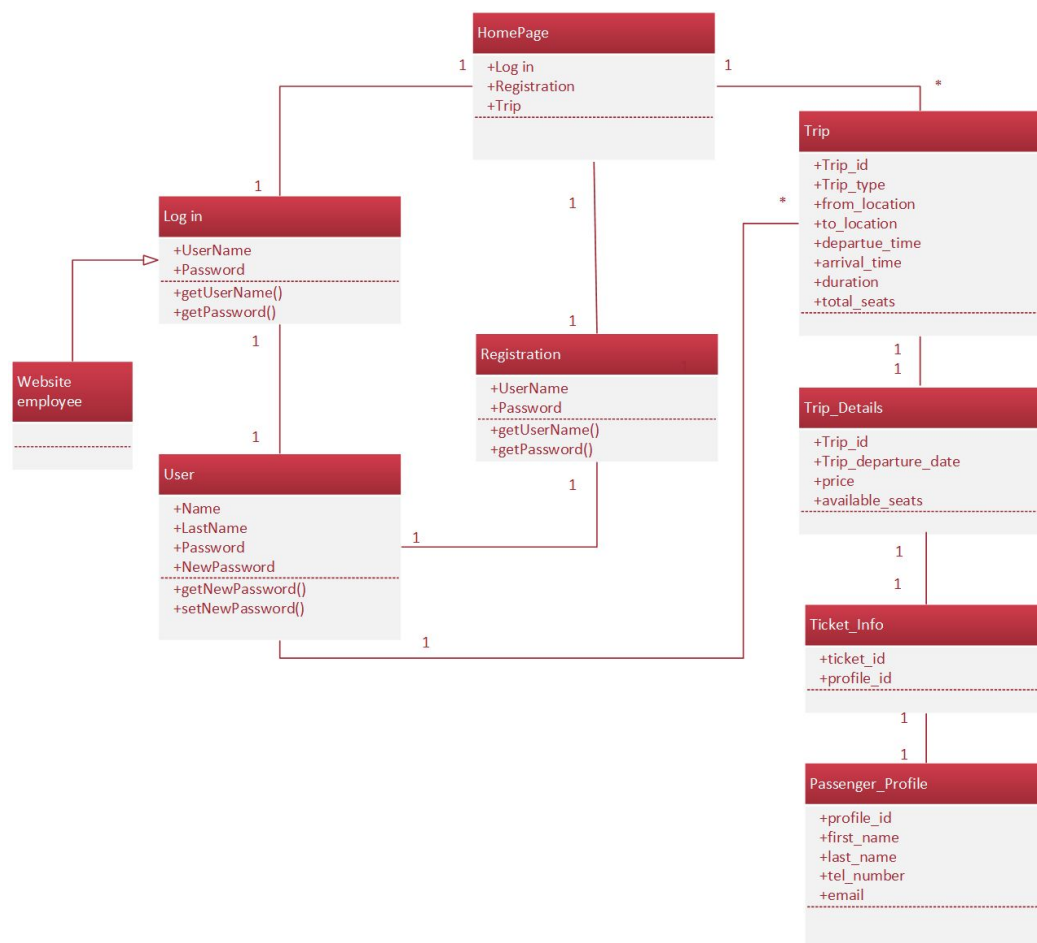 HomePage
+Log in
+Registration
+Trip
1
1
*
1
1
1
Log in
+UserName
+Password
+getUserName()
+getPassword()
1
1
Website
employee
Registration
+UserName
+Password
+getUserName()
+getPassword()
1
User
+Name
+LastName
+Password
+NewPassword
+getNewPassword()
+setNewPassword()
1
1
*
Trip
+Trip_id
+Trip_type
+from_location
+to_location
+departue_time
+arrival_time
+duration
+total_seats
1
1
Trip_Details
+Trip_id
+Trip_departure_date
+price
+available_seats
1
1
Ticket_Info
+ticket_id
+profile_id
1
1
Passenger_Profile
+profile_id
+first_name
+last_name
+tel_number
+email